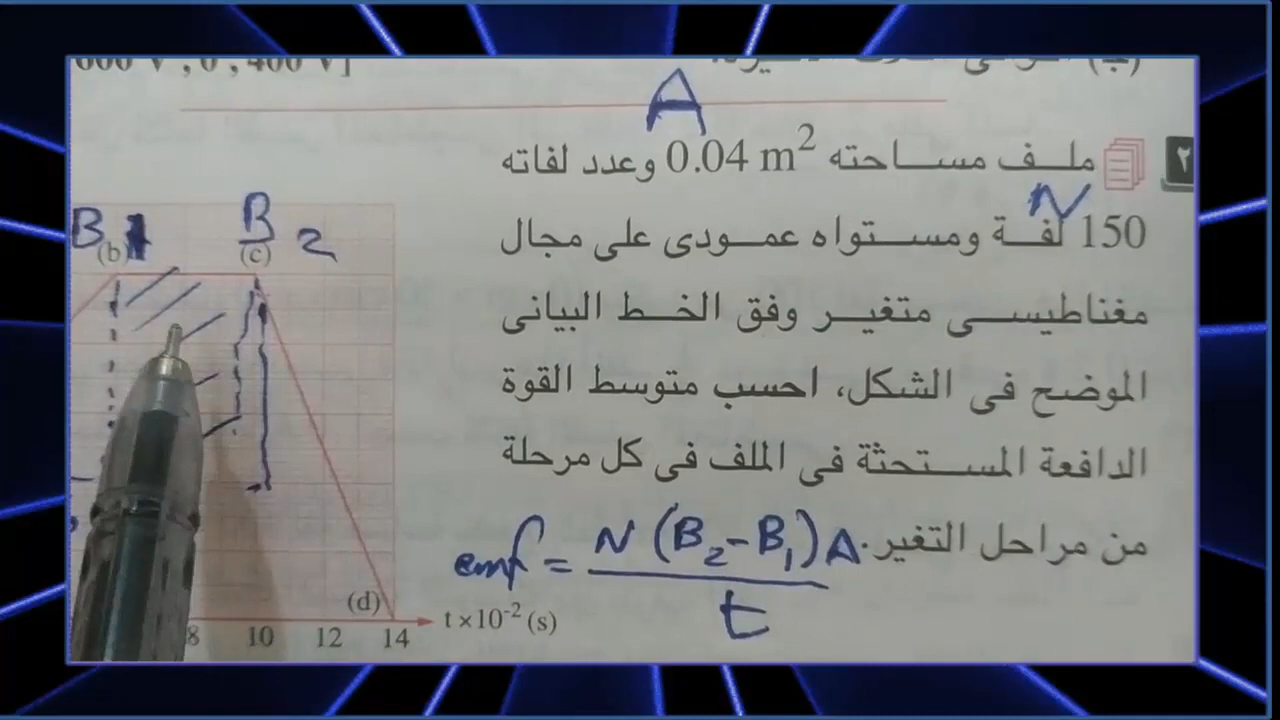 A
ملف مساحته 0.04 m² وعدد لفاته
N
150 لفة ومستواه عمودى على مجال
مغناطيسى متغير وفق الخط البيانى
الموضح فى الشكل، احسب متوسط القوة
الدافعة المستحثة فى الملف فى كل مرحلة
من مراحل التغير.
emf = N (B₂ - B₁) A / t
B 1
B 2
(b)
(c)
(d)
8 10 12 14
t×10⁻² (s)